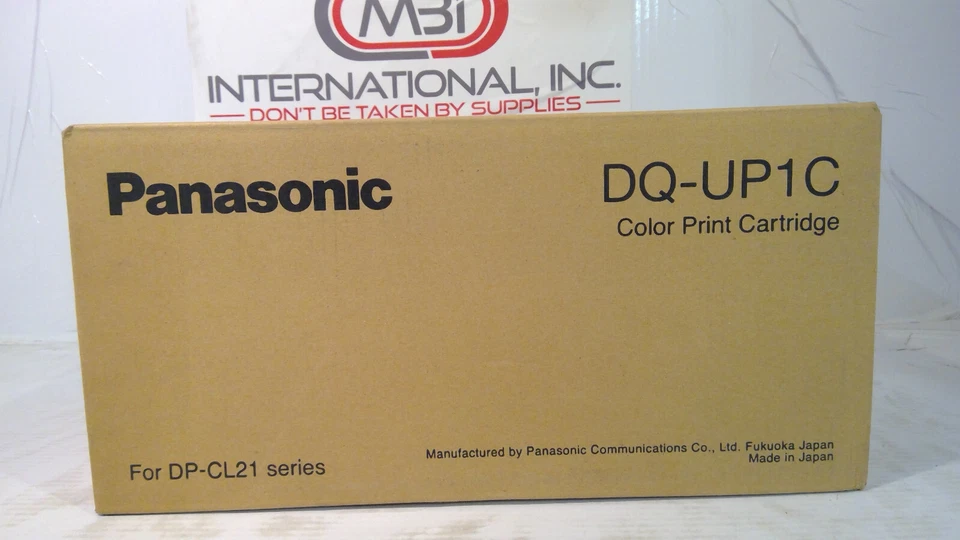 MBi
INTERNATIONAL, INC.
DON'T BE TAKEN BY SUPPLIES
Panasonic
DQ-UP1C
Color Print Cartridge
For DP-CL21 series
Manufactured by Panasonic Communications Co., Ltd. Fukuoka Japan
Made in Japan